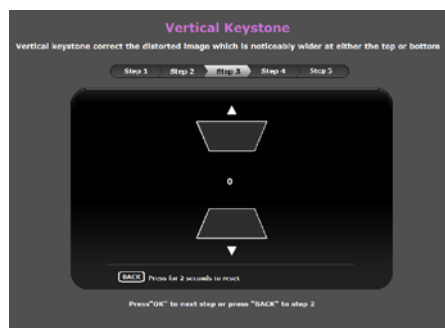 Vertical Keystone
Vertical keystone correct the distorted image which is noticeably wider at either the top or bottom
Step 1 Step 2 Step 3 Step 4 Step 5
0
BACK Press for 2 seconds to reset
Press"OK" to next step or press "BACK" to step 2